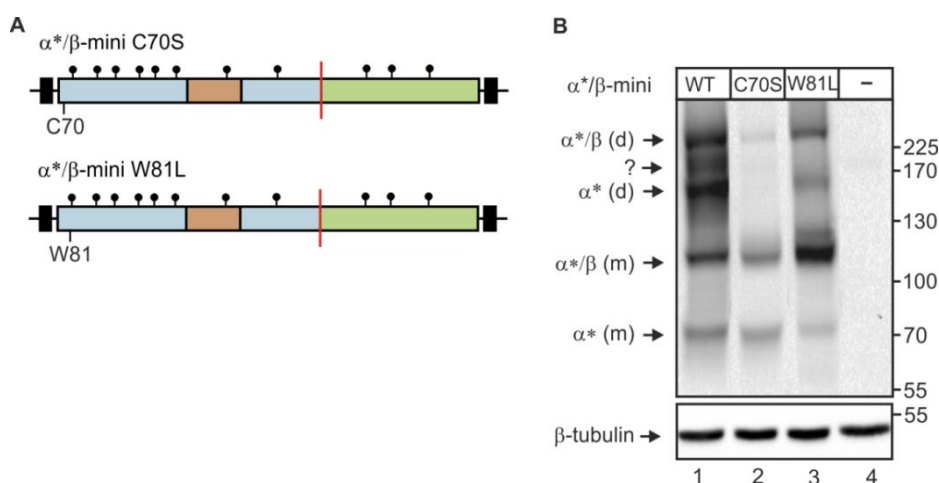 A
α*/β-mini C70S
C70
α*/β-mini W81L
W81
B
α*/β-mini WT C70S W81L –
α*/β (d)
?
α* (d)
α*/β (m)
α* (m)
225
170
130
100
70
55
55
β-tubulin
1 2 3 4